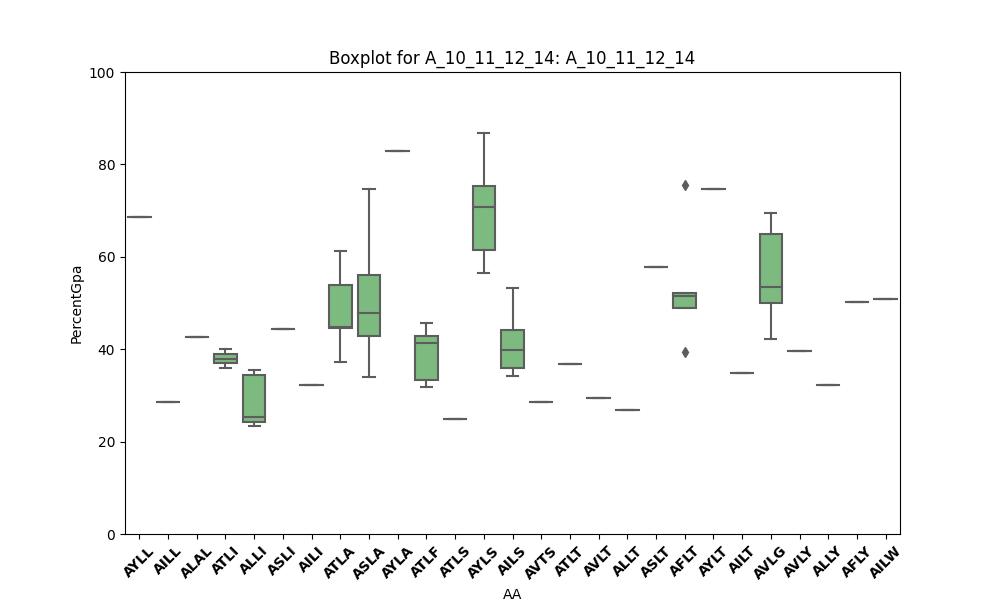 Boxplot for A_10_11_12_14: A_10_11_12_14
PercentGpa
100
80
60
40
20
0
AYLL AILL ALAL ATLI ALLI ASLI AILI ATLA ASLA AYLA ATLF ATLS AYLS AILS AVTS ATLT AVLT ALLT ASLT AFLT AYLT AILT AVLG AVLY ALLY AFLY AILW
AA